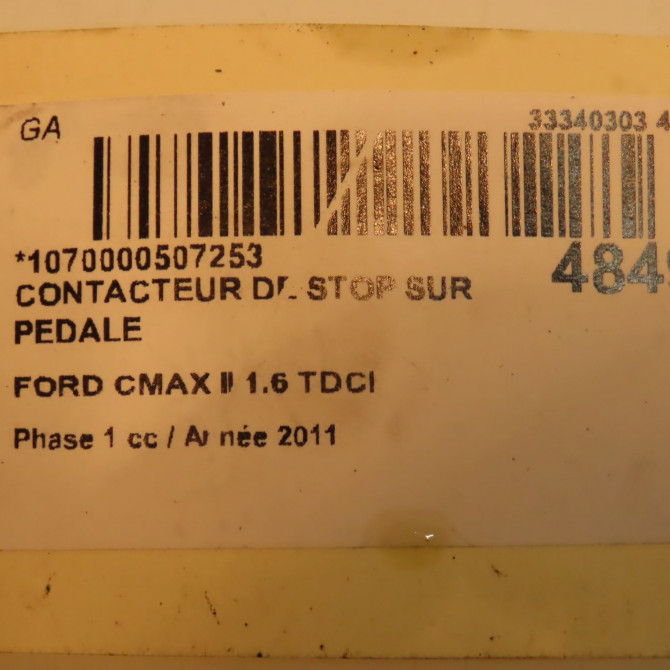 GA
33340303 4
*1070000507253
4849
CONTACTEUR DE STOP SUR
PEDALE
FORD CMAX II 1.6 TDCI
Phase 1 cc / Année 2011